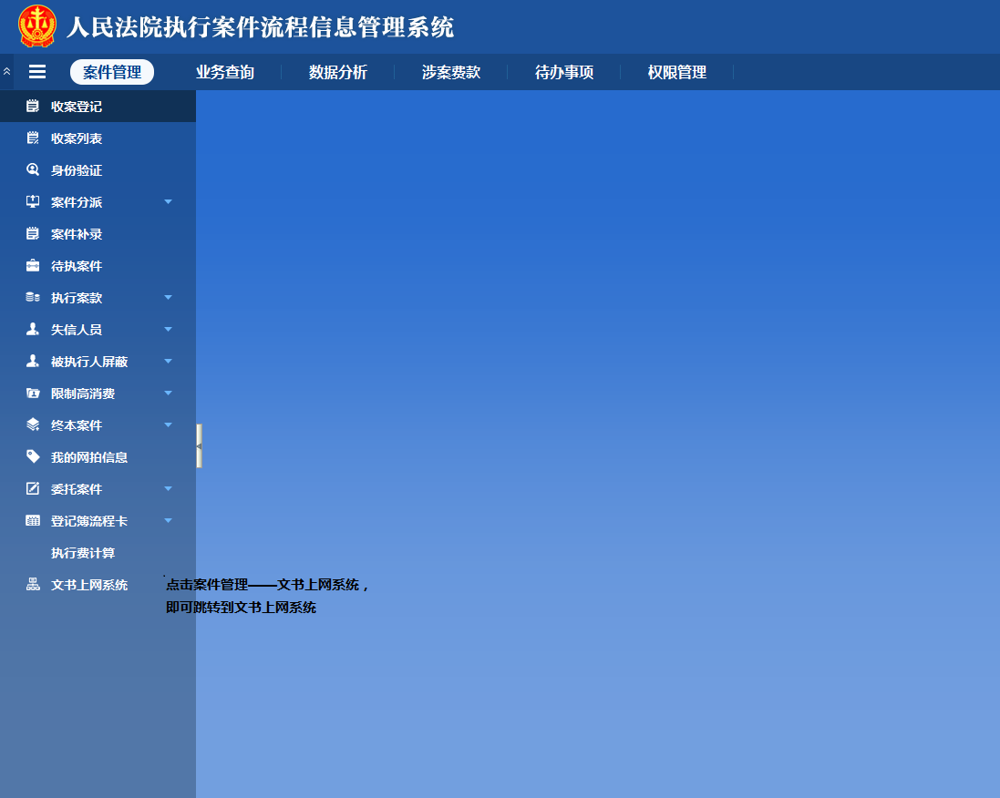 人民法院执行案件流程信息管理系统
案件管理 业务查询 数据分析 涉案费款 待办事项 权限管理
收案登记
收案列表
身份验证
案件分派
案件补录
待执案件
执行案款
失信人员
被执行人屏蔽
限制高消费
终本案件
我的网拍信息
委托案件
登记簿流程卡
执行费计算
文书上网系统
点击案件管理——文书上网系统，
即可跳转到文书上网系统